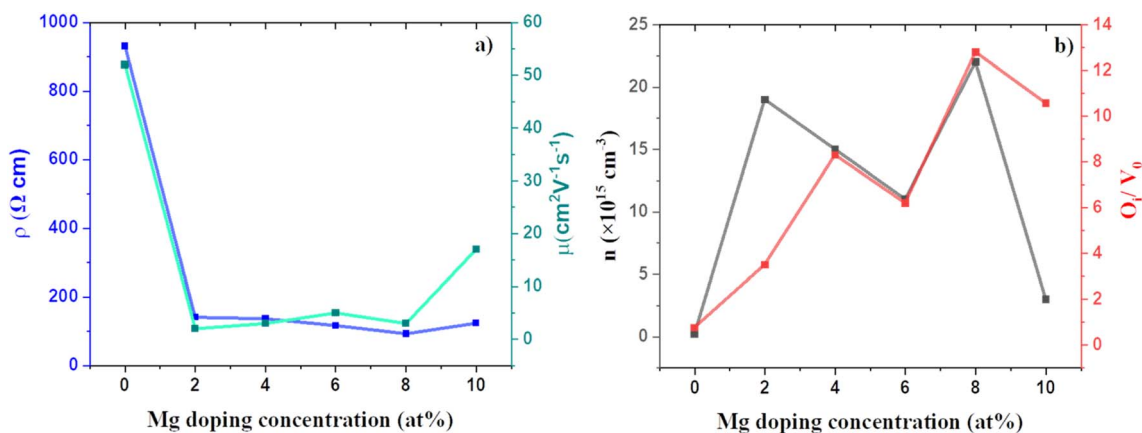 a)
1000
800
600
400
200
0
ρ (Ω cm)
60
50
40
30
20
10
0
μ(cm²V⁻¹s⁻¹)
0 2 4 6 8 10
Mg doping concentration (at%)
b)
25
20
15
10
5
0
n (×10¹⁵ cm⁻³)
14
12
10
8
6
4
2
0
Oᵢ/ V₀
0 2 4 6 8 10
Mg doping concentration (at%)